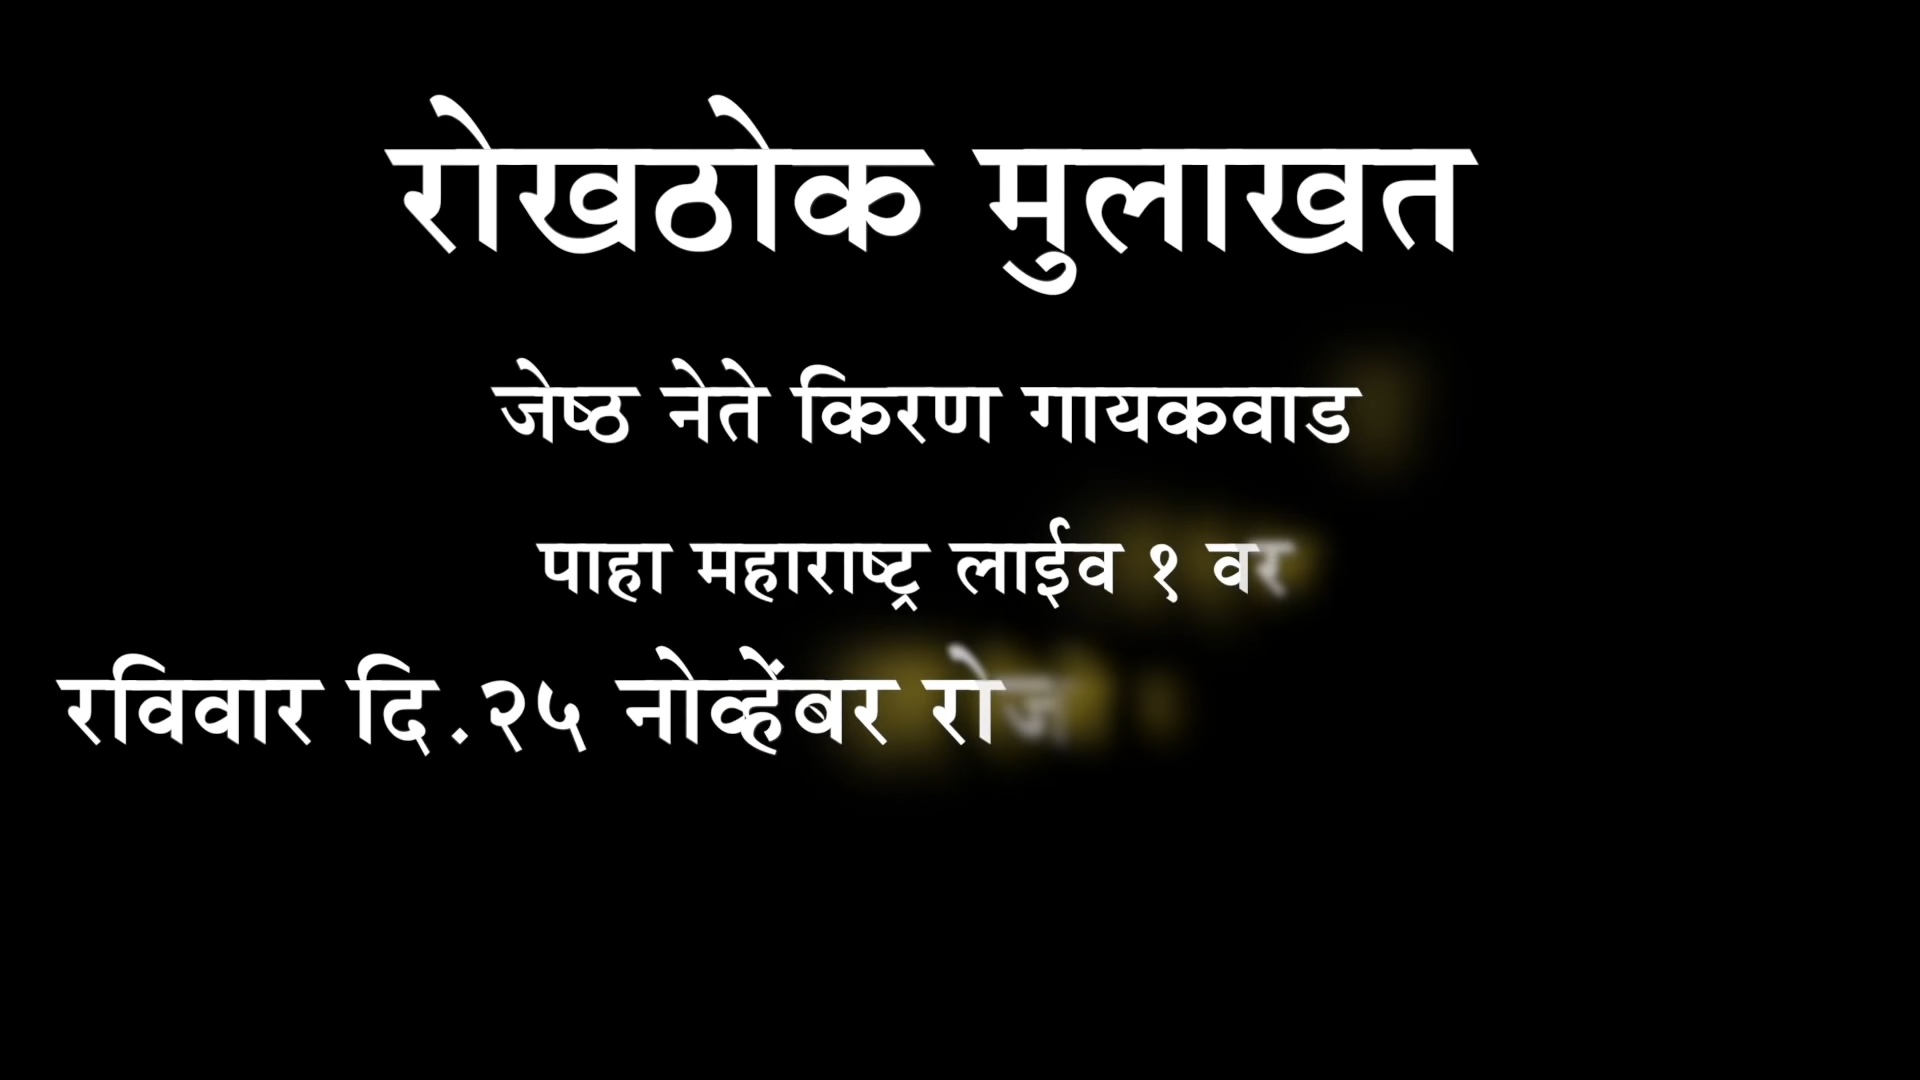 रोखठोक मुलाखत
जेष्ठ नेते किरण गायकवाड
पाहा महाराष्ट्र लाईव १ वर
रविवार दि.२५ नोव्हेंबर